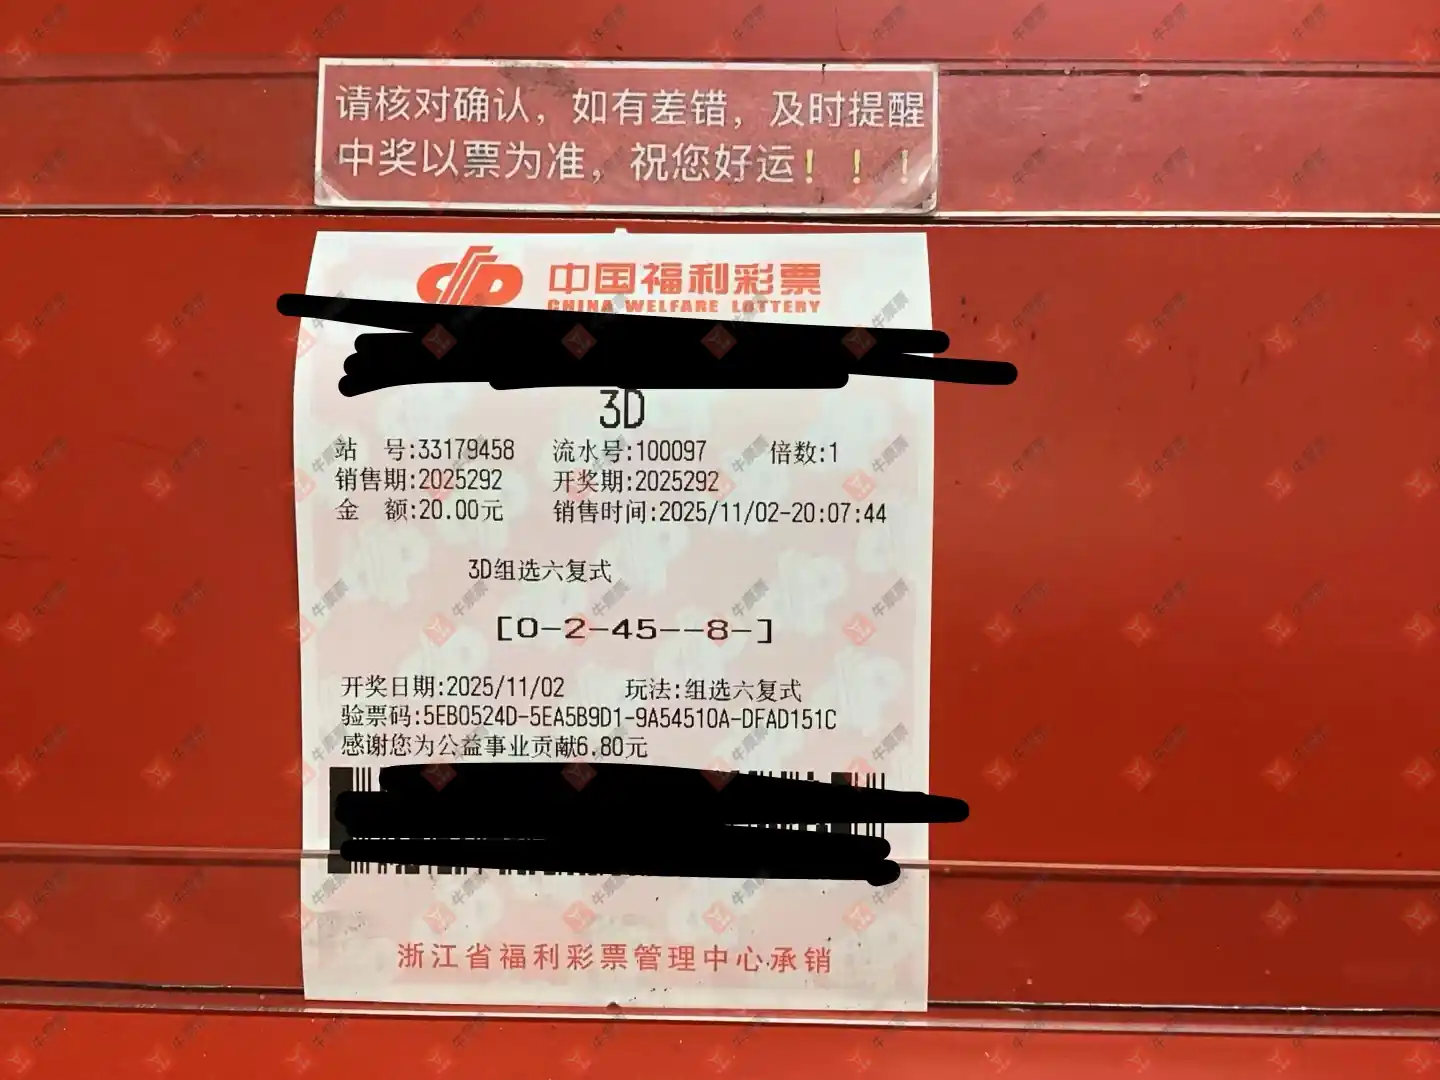 请核对确认，如有差错，及时提醒
中奖以票为准，祝您好运！！！
中国福利彩票
CHINA WELFARE LOTTERY
3D
站 号:33179458 流水号:100097 倍数:1
销售期:2025292 开奖期:2025292
金 额:20.00元 销售时间:2025/11/02-20:07:44
3D组选六复式
[0-2-45--8-]
开奖日期:2025/11/02 玩法:组选六复式
验票码:5EB0524D-5EA5B9D1-9A54510A-DFAD151C
感谢您为公益事业贡献6.80元
浙江省福利彩票管理中心承销
牛票票